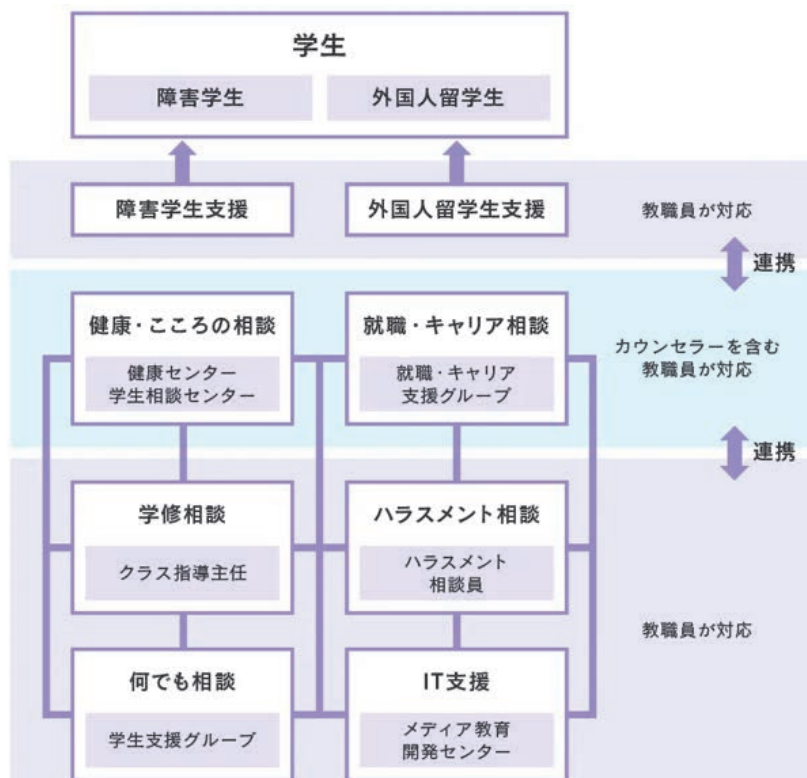 学生
障害学生
外国人留学生
障害学生支援
外国人留学生支援
教職員が対応
連携
健康・こころの相談
健康センター
学生相談センター
就職・キャリア相談
就職・キャリア
支援グループ
カウンセラーを含む
教職員が対応
連携
学修相談
クラス指導主任
ハラスメント相談
ハラスメント
相談員
教職員が対応
何でも相談
学生支援グループ
IT支援
メディア教育
開発センター